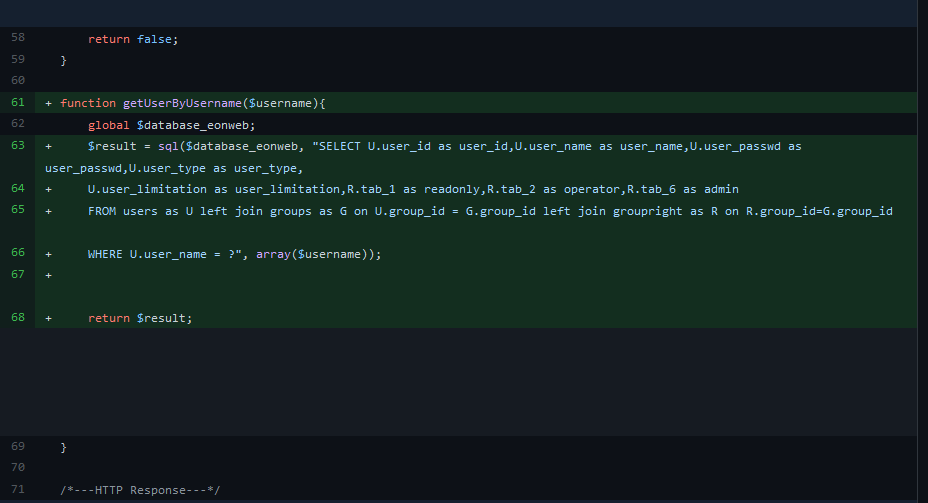 58 return false;
59 }
60
61 + function getUserByUsername($username){
62 global $database_eonweb;
63 + $result = sql($database_eonweb, "SELECT U.user_id as user_id,U.user_name as user_name,U.user_passwd as
user_passwd,U.user_type as user_type,
64 + U.user_limitation as user_limitation,R.tab_1 as readonly,R.tab_2 as operator,R.tab_6 as admin
65 + FROM users as U left join groups as G on U.group_id = G.group_id left join groupright as R on R.group_id=G.group_id
66 + WHERE U.user_name = ?", array($username));
67 +
68 + return $result;
69 }
70
71 /*---HTTP Response---*/